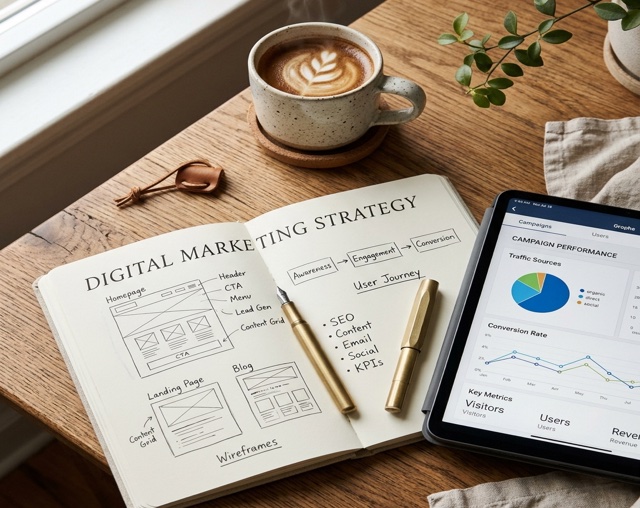 DIGITAL MARKETING STRATEGY
Homepage
Header
CTA
Menu
Lead Gen
Content Grid
CTA
Landing Page
Content Grid
Blog
Wireframes
Awareness
Engagement
Conversion
User Journey
• SEO
• Content
• Email
• Social
• KPIs
Campaigns
Users
Graphe
CAMPAIGN PERFORMANCE
Traffic Sources
organic
direct
social
Conversion Rate
Key Metrics
Visitors
Visitors
Users
Users
Reven
Revenue